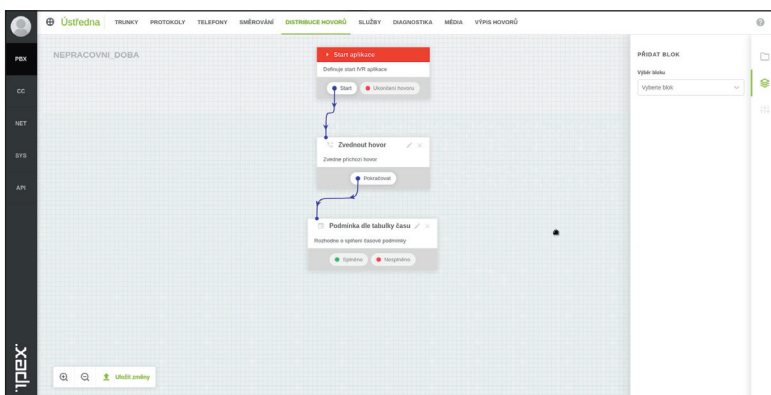 Ústředna TRUNKY PROTOKOLY TELEFONY SMĚROVÁNÍ DISTRIBUCE HOVORŮ SLUŽBY DIAGNOSTIKA MÉDIA VÝPIS HOVORŮ
PBX
CC
NET
SYS
API
NEPRACOVNI_DOBA
Start aplikace
Definuje start IVR aplikace
Start Ukončení hovoru
Zvednout hovor
Zvedne příchozí hovor
Pokračovat
Podmínka dle tabulky času
Rozhodne o splnění časové podmínky
Splněno Nesplněno
PŘIDAT BLOK
Výběr bloku
Vyberte blok
Uložit změny